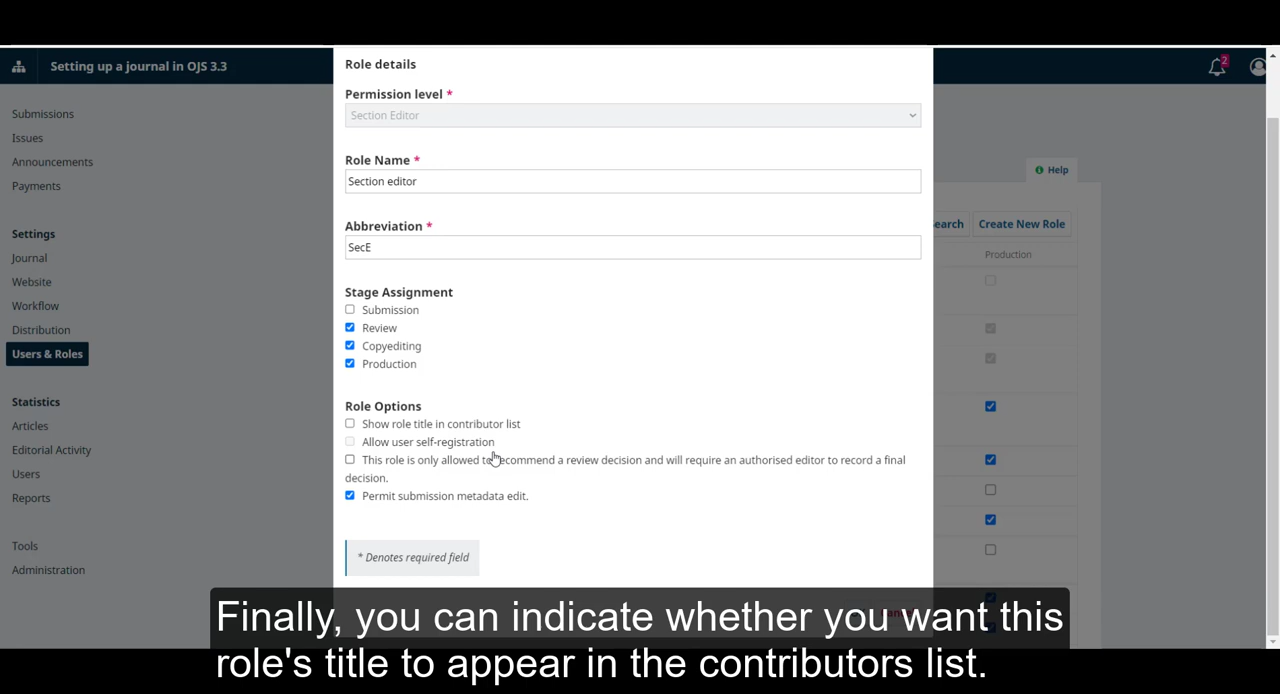 Setting up a journal in OJS 3.3
2
Submissions
Issues
Announcements
Payments
Settings
Journal
Website
Workflow
Distribution
Users & Roles
Statistics
Articles
Editorial Activity
Users
Reports
Tools
Administration
Role details
Permission level *
Section Editor
Role Name *
Section editor
Abbreviation *
SecE
Stage Assignment
Submission
Review
Copyediting
Production
Role Options
Show role title in contributor list
Allow user self-registration
This role is only allowed to recommend a review decision and will require an authorised editor to record a final
decision.
Permit submission metadata edit.
* Denotes required field
Help
earch Create New Role
Production
Finally, you can indicate whether you want this
role's title to appear in the contributors list.